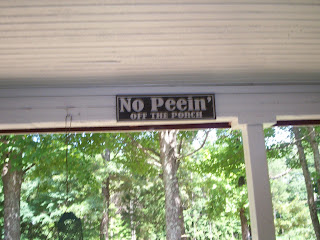 No Peein'
OFF THE PORCH